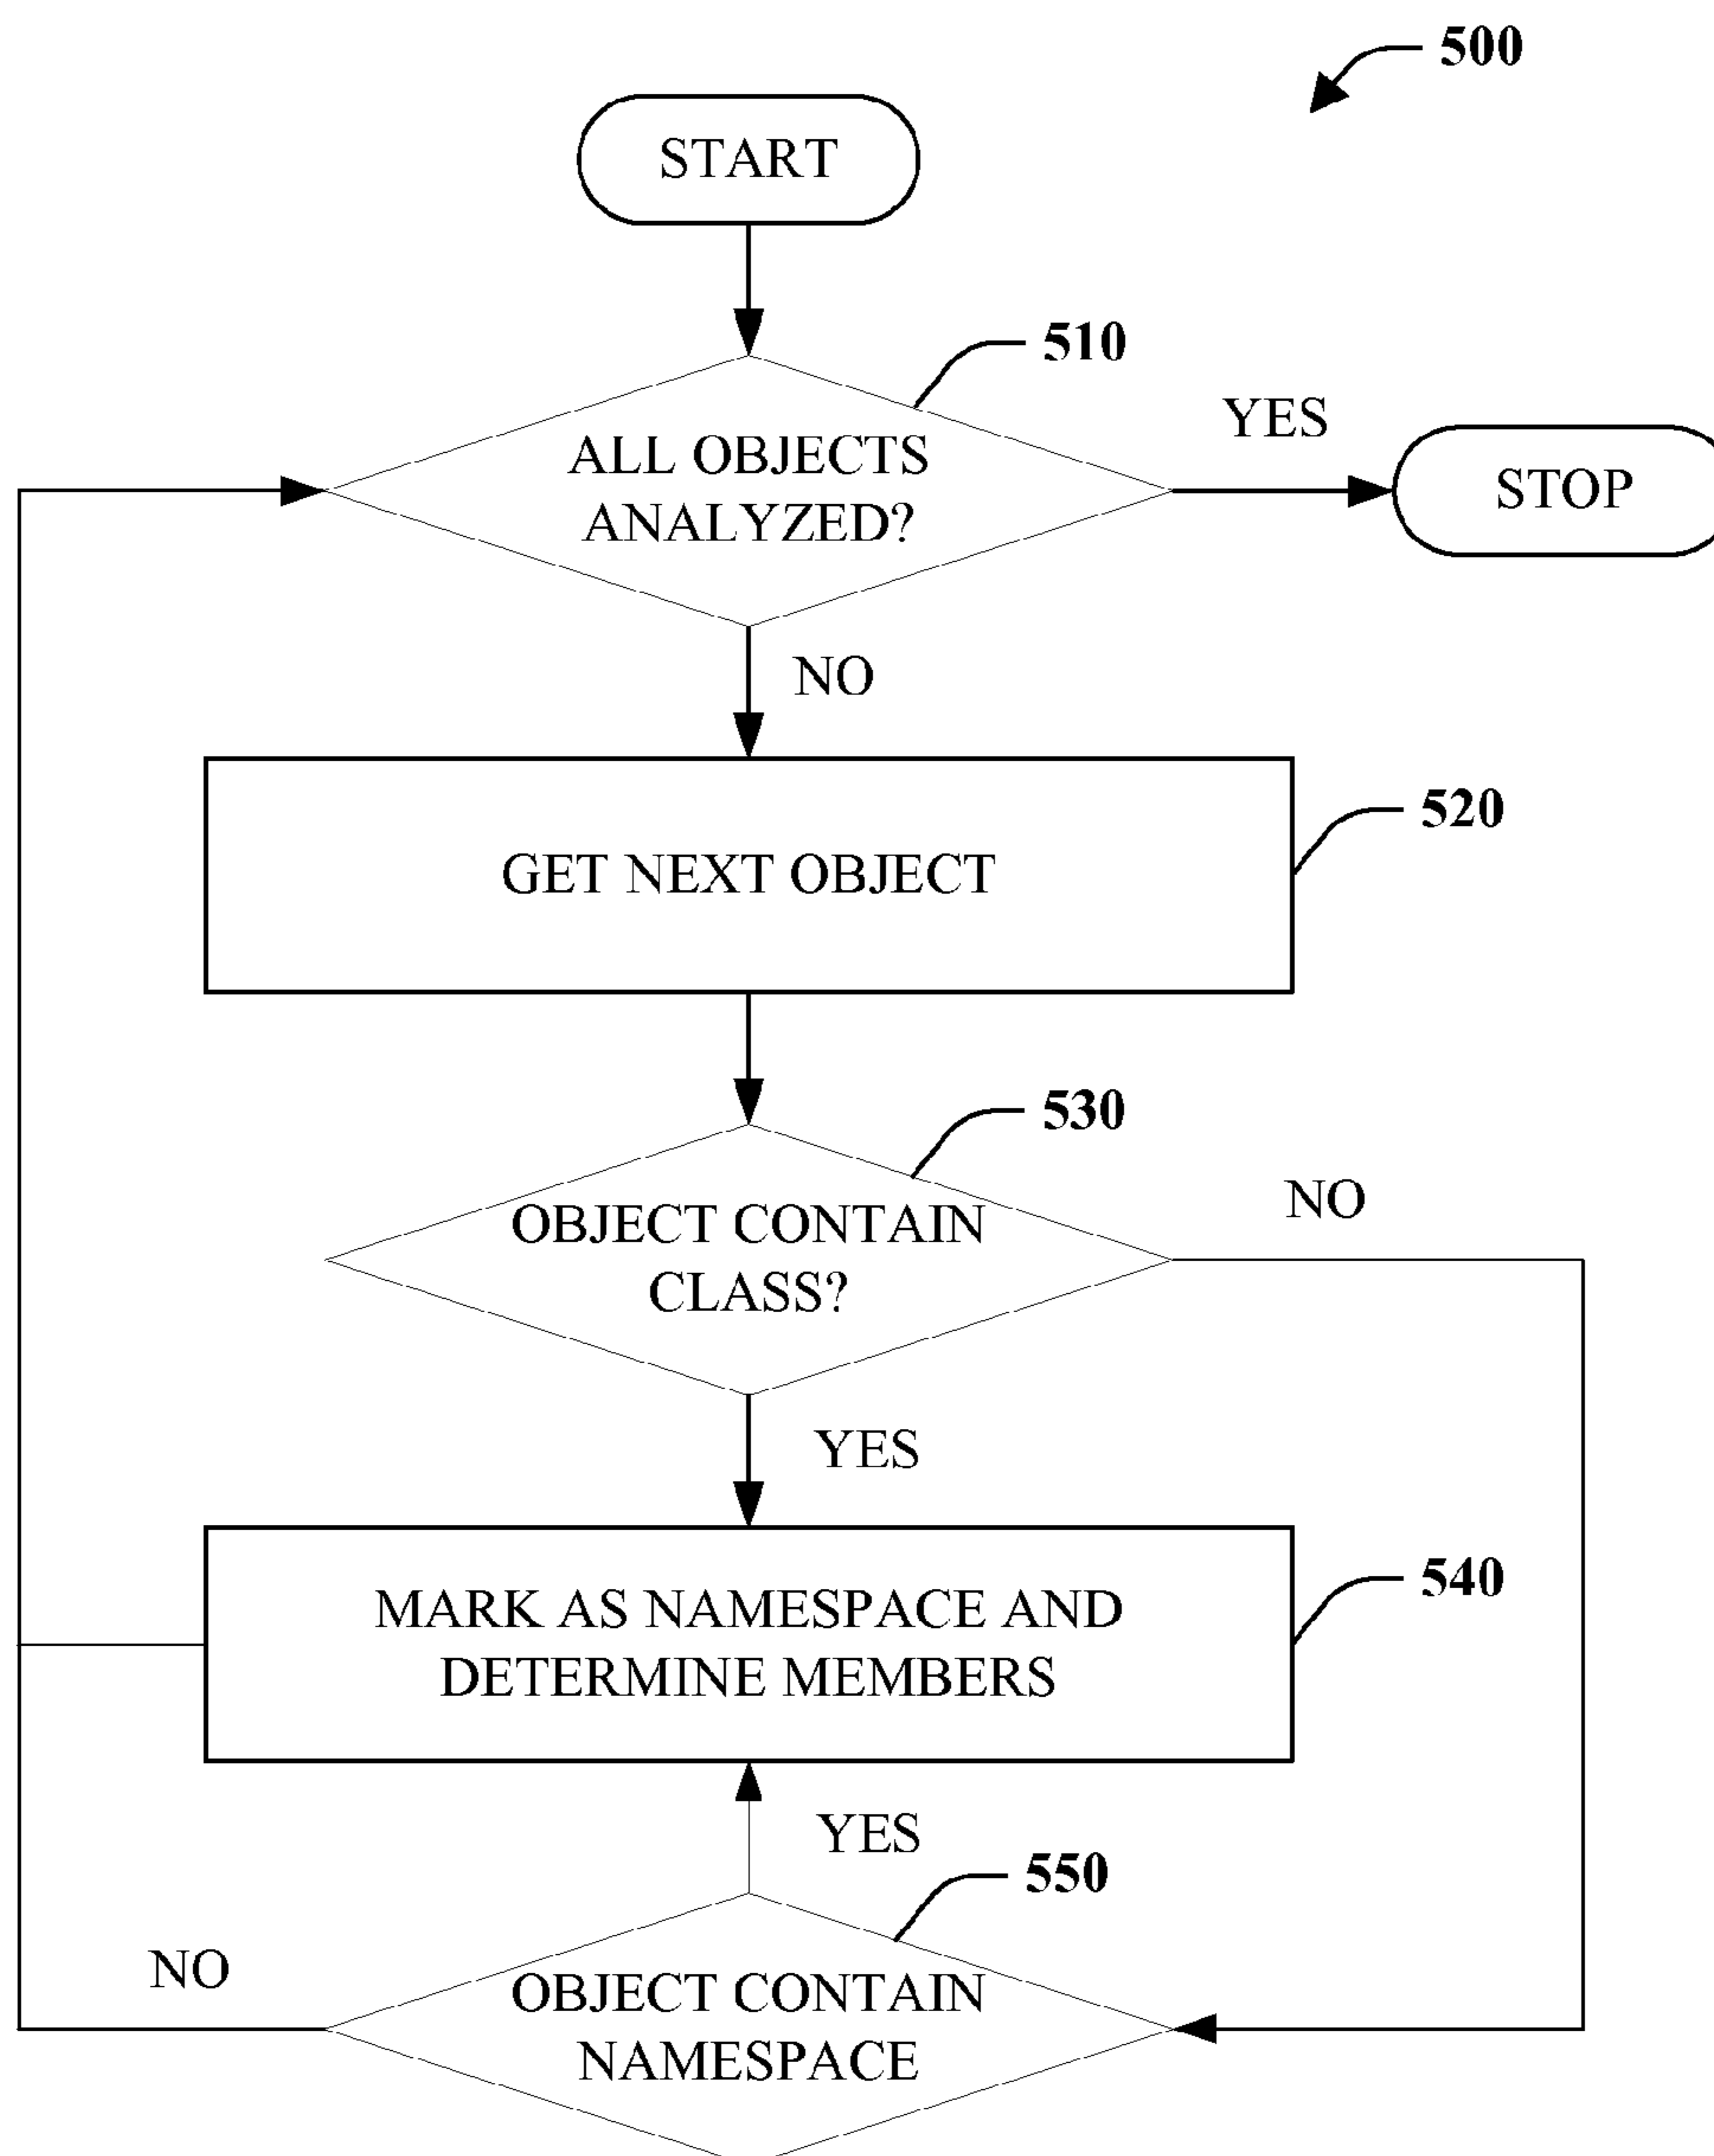 500
START
510
ALL OBJECTS
ANALYZED?
YES
STOP
NO
520
GET NEXT OBJECT
530
OBJECT CONTAIN
CLASS?
NO
YES
540
MARK AS NAMESPACE AND
DETERMINE MEMBERS
YES
550
NO
OBJECT CONTAIN
NAMESPACE